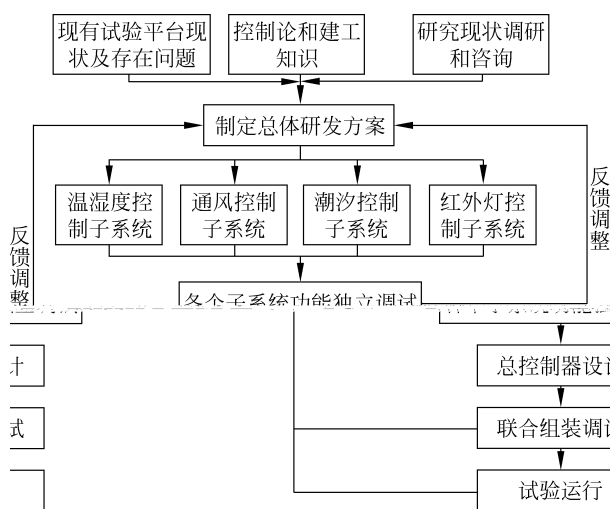 现有试验平台现
状及存在问题
控制论和建工
知识
研究现状调研
和咨询
制定总体研发方案
温湿度控
制子系统
通风控制
子系统
潮汐控制
子系统
红外灯控
制子系统
反馈调整
反馈调整
各个子系统功能独立调试
计
总控制器设
试
联合组装调
试验运行